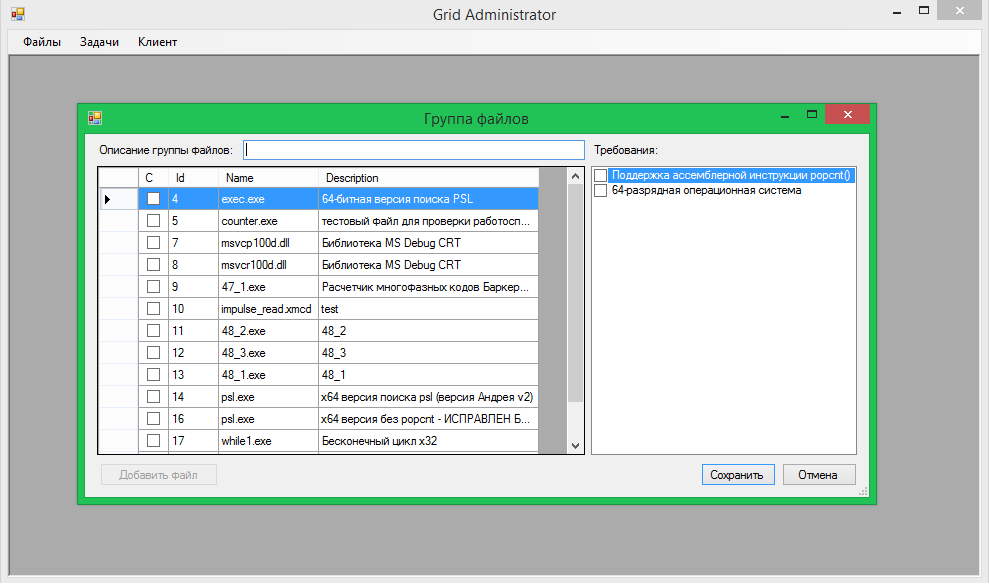 Grid Administrator
Файлы Задачи Клиент
Группа файлов
Описание группы файлов: Требования:
С Id Name Description
4 exec.exe 64-битная версия поиска PSL
5 counter.exe тестовый файл для проверки работосп...
7 msvcp100d.dll Библиотека MS Debug CRT
8 msvcr100d.dll Библиотека MS Debug CRT
9 47_1.exe Расчетчик многофазных кодов Баркер...
10 impulse_read.xmcd test
11 48_2.exe 48_2
12 48_3.exe 48_3
13 48_1.exe 48_1
14 psl.exe x64 версия поиска psl (версия Андрея v2)
16 psl.exe x64 версия без popcnt - ИСПРАВЛЕН Б...
17 while1.exe Бесконечный цикл x32
Поддержка ассемблерной инструкции popcnt()
64-разрядная операционная система
Добавить файл Сохранить Отмена